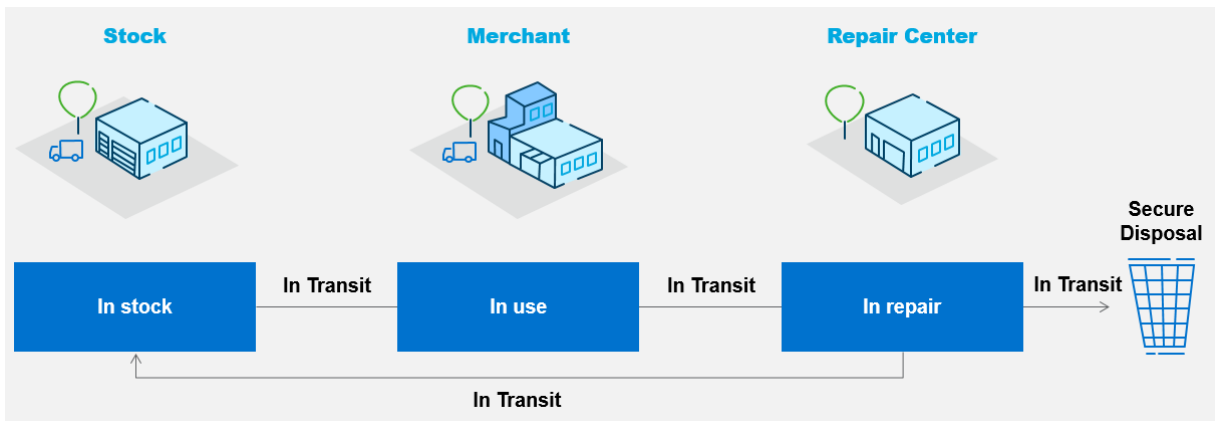 Stock
Merchant
Repair Center
Secure
Disposal
In stock
In Transit
In use
In Transit
In repair
In Transit
In Transit